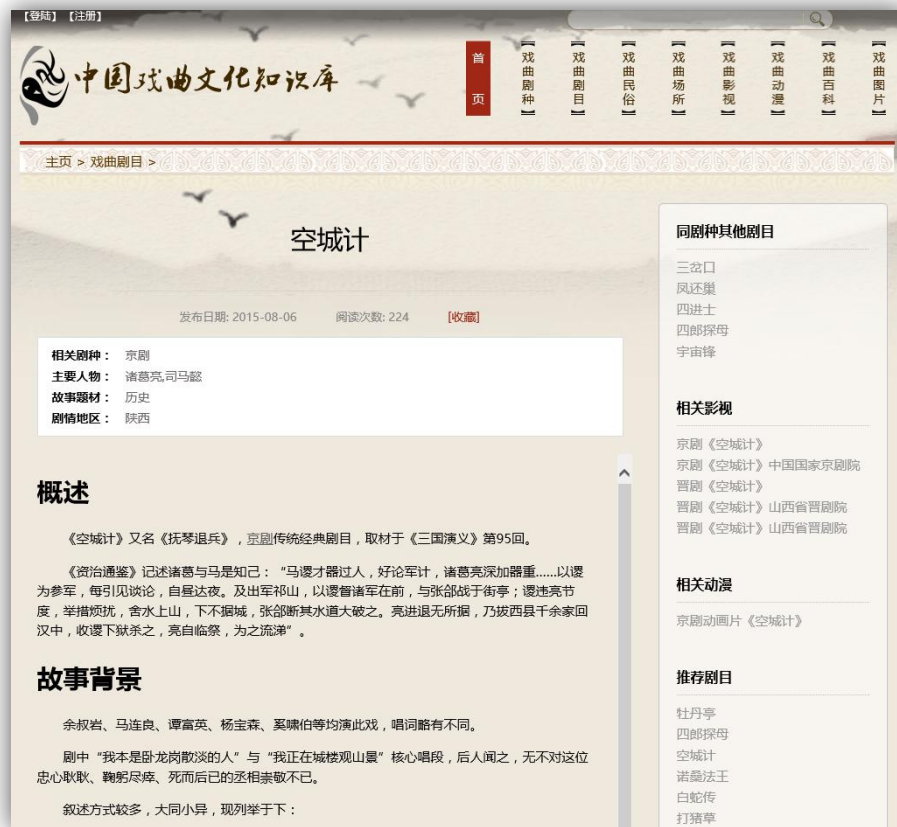 【登陆】【注册】
中国戏曲文化知识库
首页
戏曲剧种
戏曲剧目
戏曲民俗
戏曲场所
戏曲影视
戏曲动漫
戏曲百科
戏曲图片
主页 > 戏曲剧目 >
空城计
发布日期: 2015-08-06 阅读次数: 224 [收藏]
相关剧种： 京剧
主要人物： 诸葛亮,司马懿
故事题材： 历史
剧情地区： 陕西
概述
《空城计》又名《抚琴退兵》，京剧传统经典剧目，取材于《三国演义》第95回。
《资治通鉴》记述诸葛与马是知己：“马谡才器过人，好论军计，诸葛亮深加器重......以谡
为参军，每引见谈论，自昼达夜。及出军祁山，以谡督诸军在前，与张郃战于街亭；谡违亮节
度，举措烦扰，舍水上山，下不据城，张郃断其水道大破之。亮进退无所据，乃拔西县千余家回
汉中，收谡下狱杀之，亮自临祭，为之流涕”。
故事背景
余叔岩、马连良、谭富英、杨宝森、奚啸伯等均演此戏，唱词略有不同。
剧中“我本是卧龙岗散淡的人”与“我正在城楼观山景”核心唱段，后人闻之，无不对这位
忠心耿耿、鞠躬尽瘁、死而后已的丞相崇敬不已。
叙述方式较多，大同小异，现列举于下：
同剧种其他剧目
三岔口
凤还巢
四进士
四郎探母
宇宙锋
相关影视
京剧《空城计》
京剧《空城计》中国国家京剧院
晋剧《空城计》
晋剧《空城计》山西省晋剧院
晋剧《空城计》山西省晋剧院
相关动漫
京剧动画片《空城计》
推荐剧目
牡丹亭
四郎探母
空城计
诺桑法王
白蛇传
打猪草